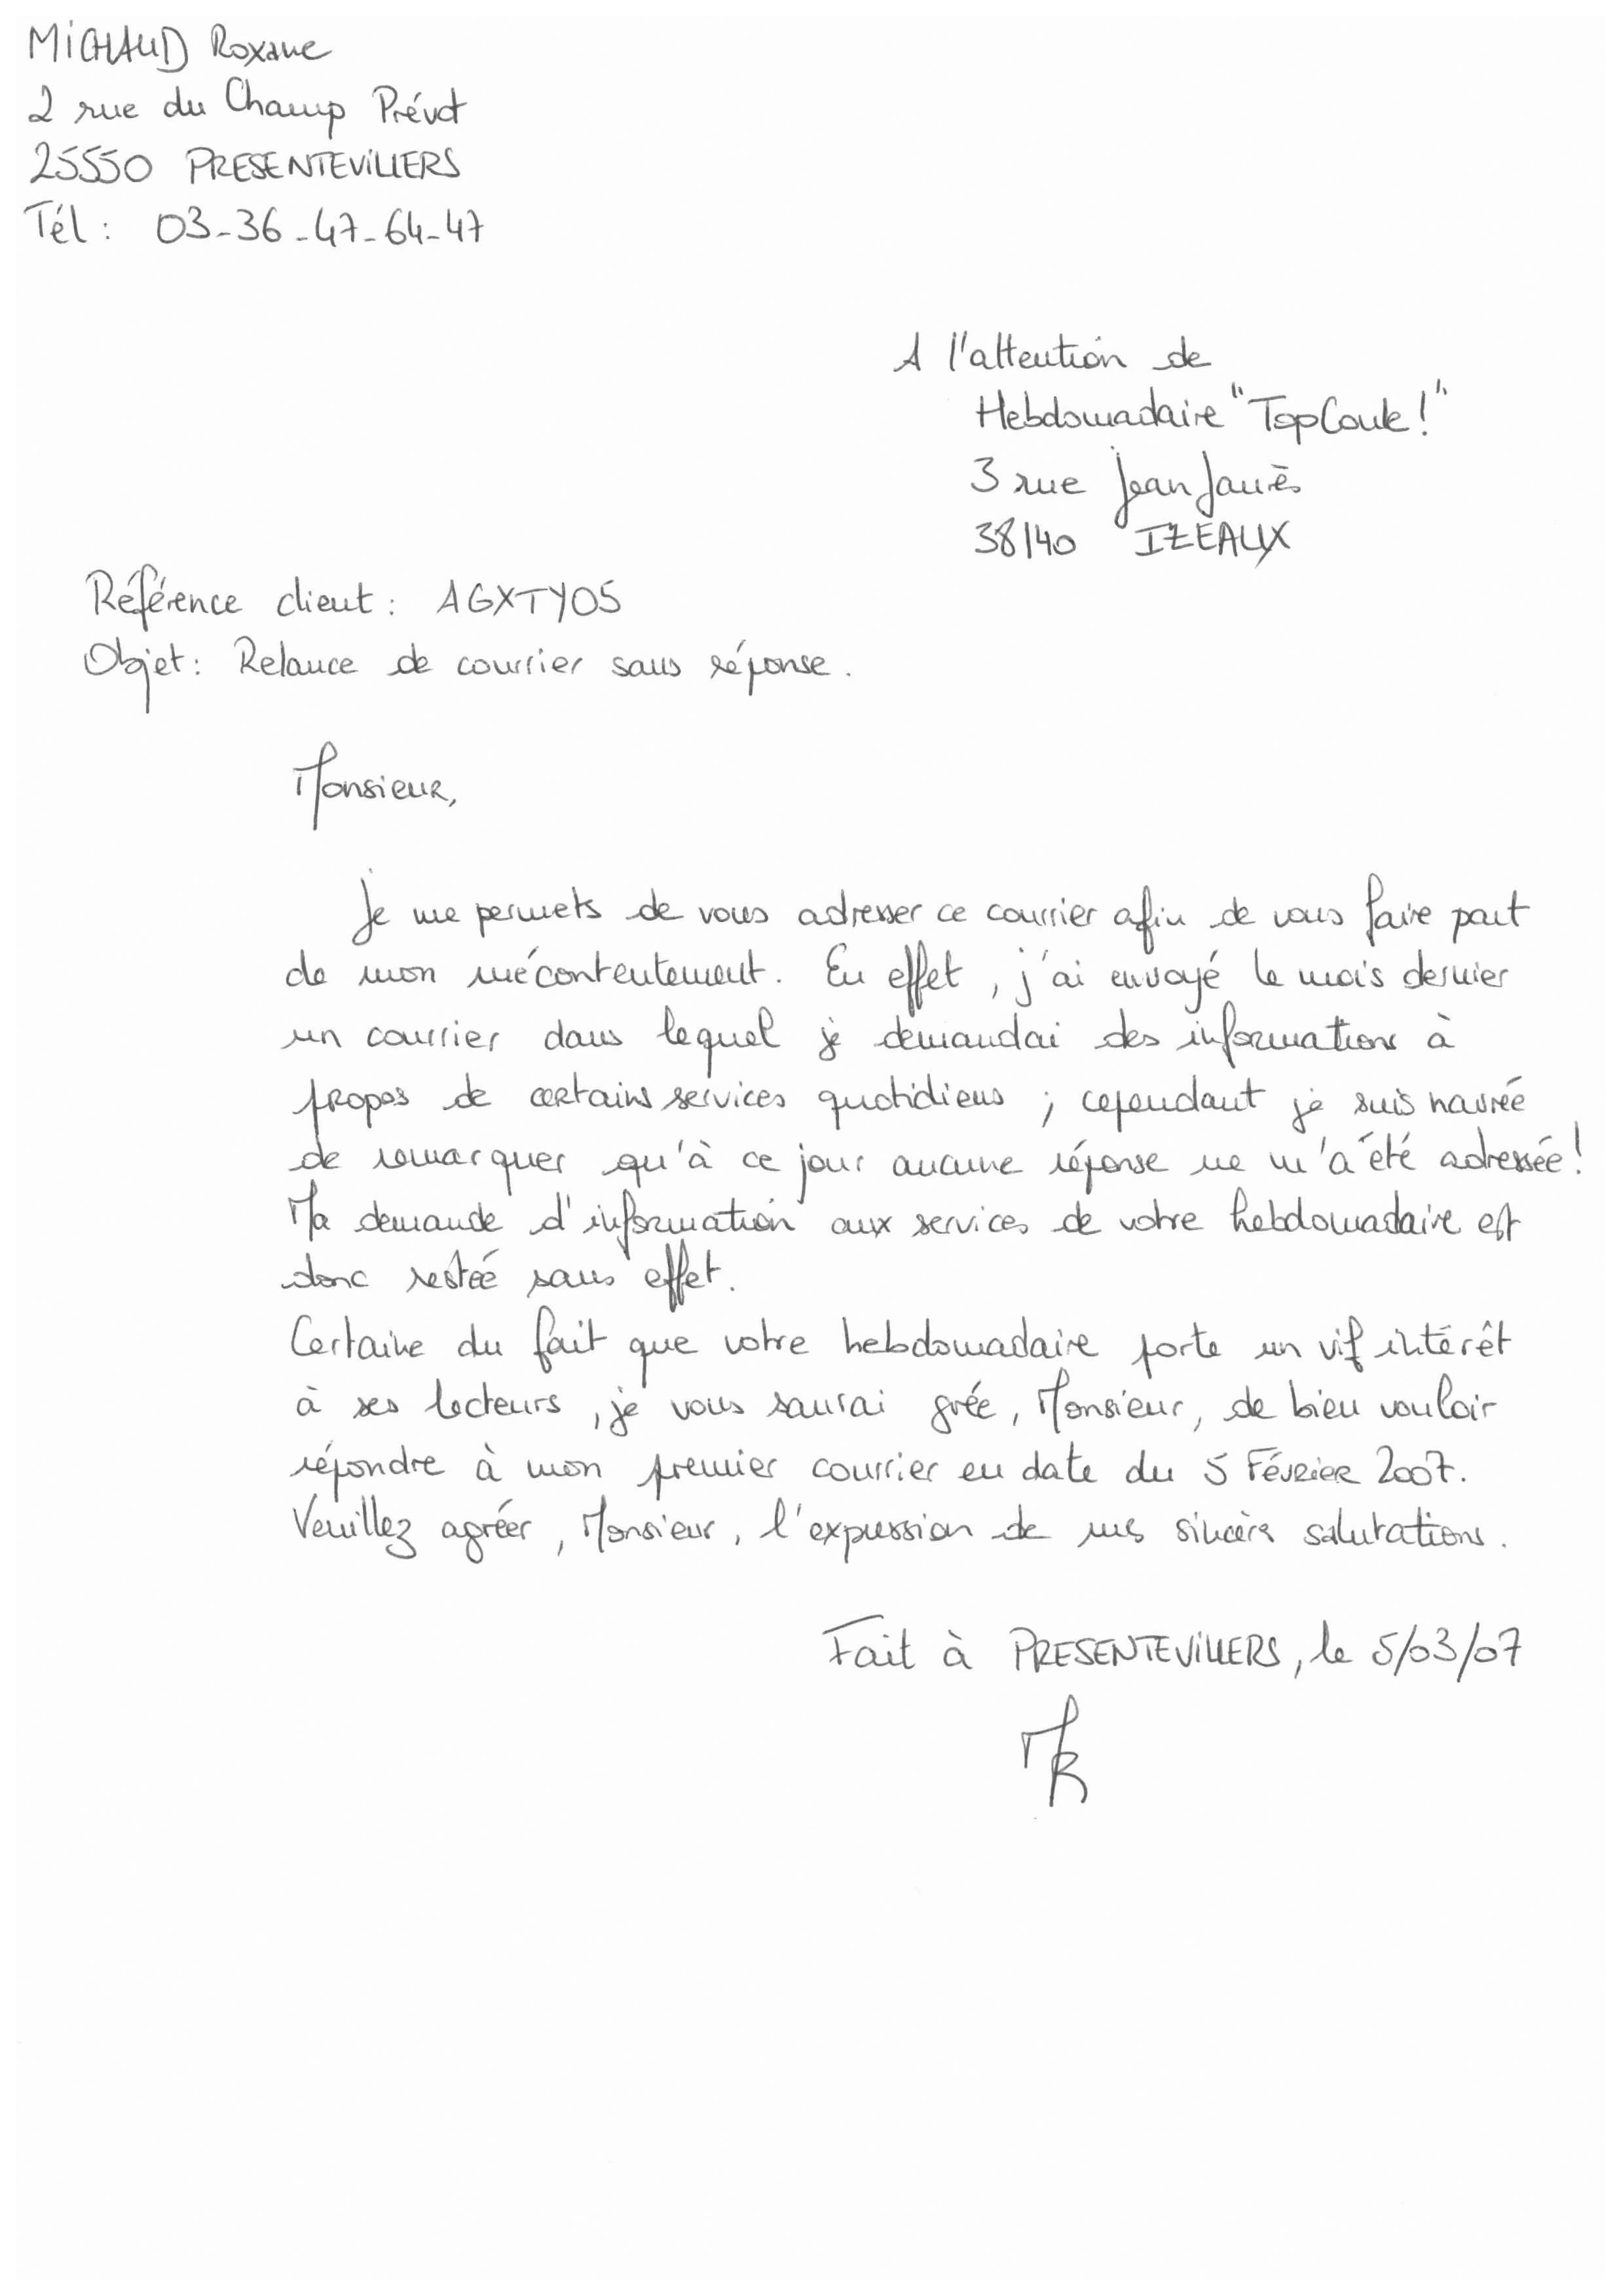 MICHAUD Roxane
2 rue du Champ Prévot
25550 PRESENTEVILLERS
Tél : 03-36-47-64-47
A l'attention de
Hebdomadaire "TopCoule!"
3 rue Jean Jaurès
38140 IZEAUX
Référence client : AGXTY05
Objet : Relance de courrier sans réponse.
Monsieur,
Je me permets de vous adresser ce courrier afin de vous faire part
de mon mécontentement. En effet, j'ai envoyé le mois dernier
un courrier dans lequel je demandai des informations à
propos de certains services quotidiens ; cependant je suis navrée
de remarquer qu'à ce jour aucune réponse ne m'a été adressée !
Ma demande d'information aux services de votre hebdomadaire est
donc restée sans effet.
Certaine du fait que votre hebdomadaire porte un vif intérêt
à ses lecteurs, je vous saurai grée, Monsieur, de bien vouloir
répondre à mon premier courrier en date du 5 Février 2007.
Veuillez agréer, Monsieur, l'expression de mes sincères salutations.
Fait à PRESENTEVILLERS, le 5/03/07
MR